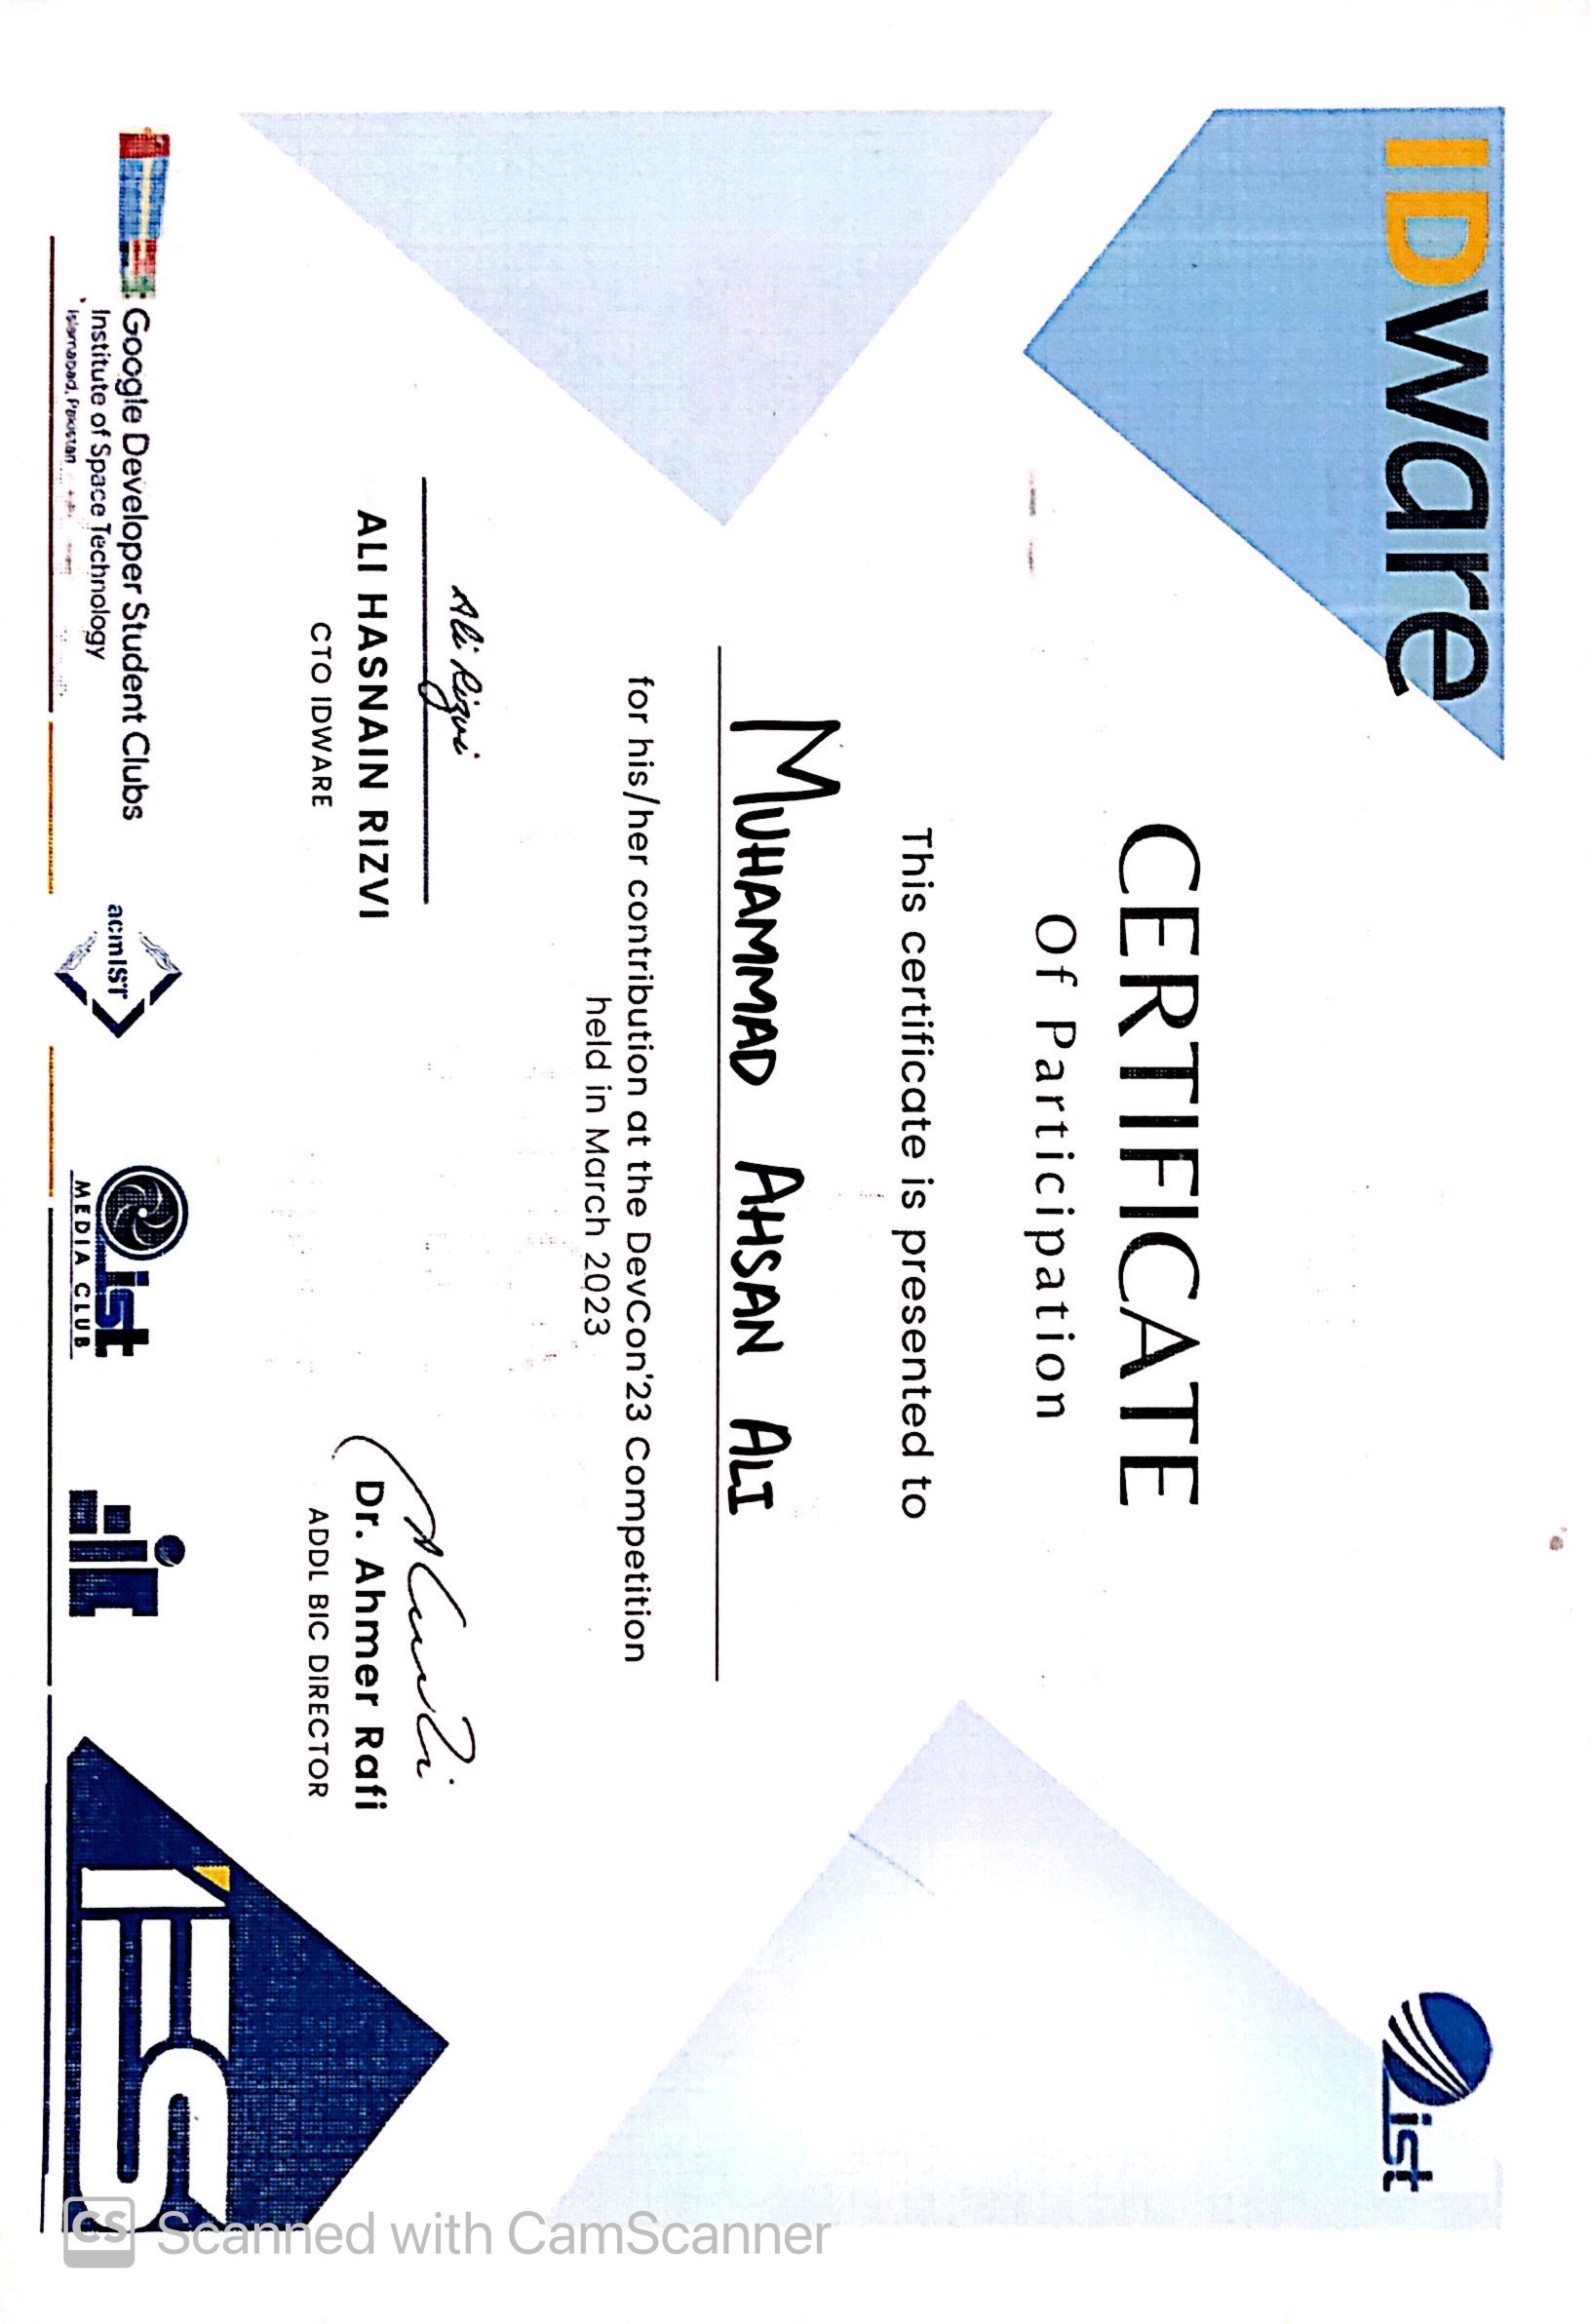 IDware
ist
CERTIFICATE
Of Participation
This certificate is presented to
MUHAMMAD AHSAN ALI
for his/her contribution at the DevCon'23 Competition
held in March 2023
Ali Rizvi
ALI HASNAIN RIZVI
CTO IDWARE
Dr. Ahmer Rafi
ADDL BIC DIRECTOR
Google Developer Student Clubs
Institute of Space Technology
Islamabad, Pakistan
acmIST
ist
MEDIA CLUB
IES
CS Scanned with CamScanner